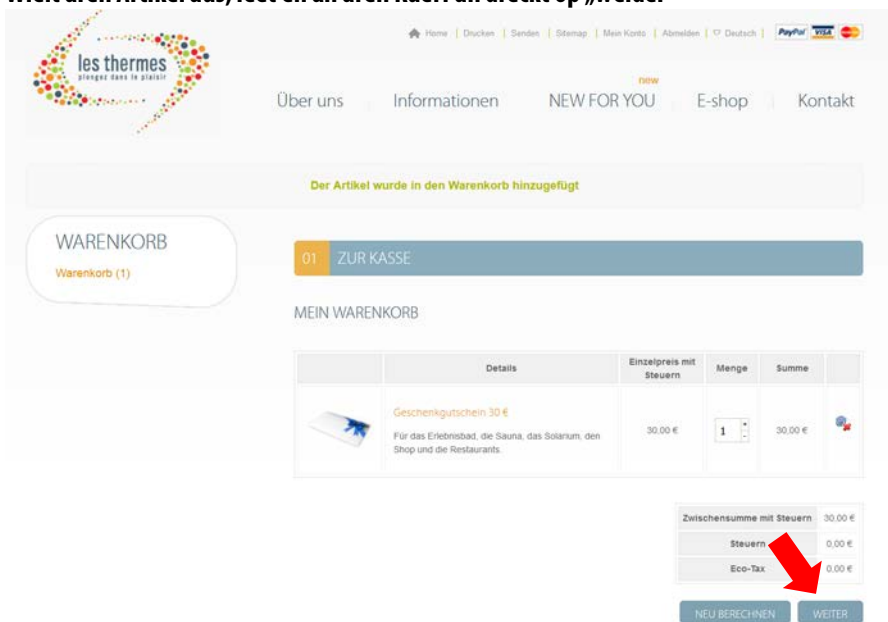 les thermes
plongez dans le plaisir
Home | Drucken | Senden | Sitemap | Mein Konto | Abmelden | Deutsch | PayPal VISA
new
Über uns Informationen NEW FOR YOU E-shop Kontakt
Der Artikel wurde in den Warenkorb hinzugefügt
WARENKORB
Warenkorb (1)
01 ZUR KASSE
MEIN WARENKORB
Details Einzelpreis mit Steuern Menge Summe
Geschenkgutschein 30 €
Für das Erlebnisbad, die Sauna, das Solarium, den
Shop und die Restaurants.
30,00 € 1 30,00 €
Zwischensumme mit Steuern 30,00 €
Steuern 0,00 €
Eco-Tax 0,00 €
NEU BERECHNEN WEITER